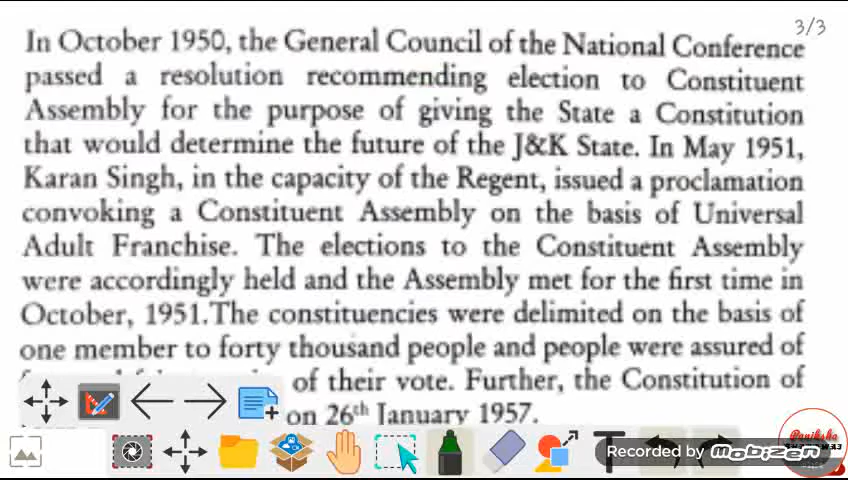 3/3
In October 1950, the General Council of the National Conference
passed a resolution recommending election to Constituent
Assembly for the purpose of giving the State a Constitution
that would determine the future of the J&K State. In May 1951,
Karan Singh, in the capacity of the Regent, issued a proclamation
convoking a Constituent Assembly on the basis of Universal
Adult Franchise. The elections to the Constituent Assembly
were accordingly held and the Assembly met for the first time in
October, 1951.The constituencies were delimited on the basis of
one member to forty thousand people and people were assured of
of their vote. Further, the Constitution of
on 26th January 1957.
Recorded by mobizen